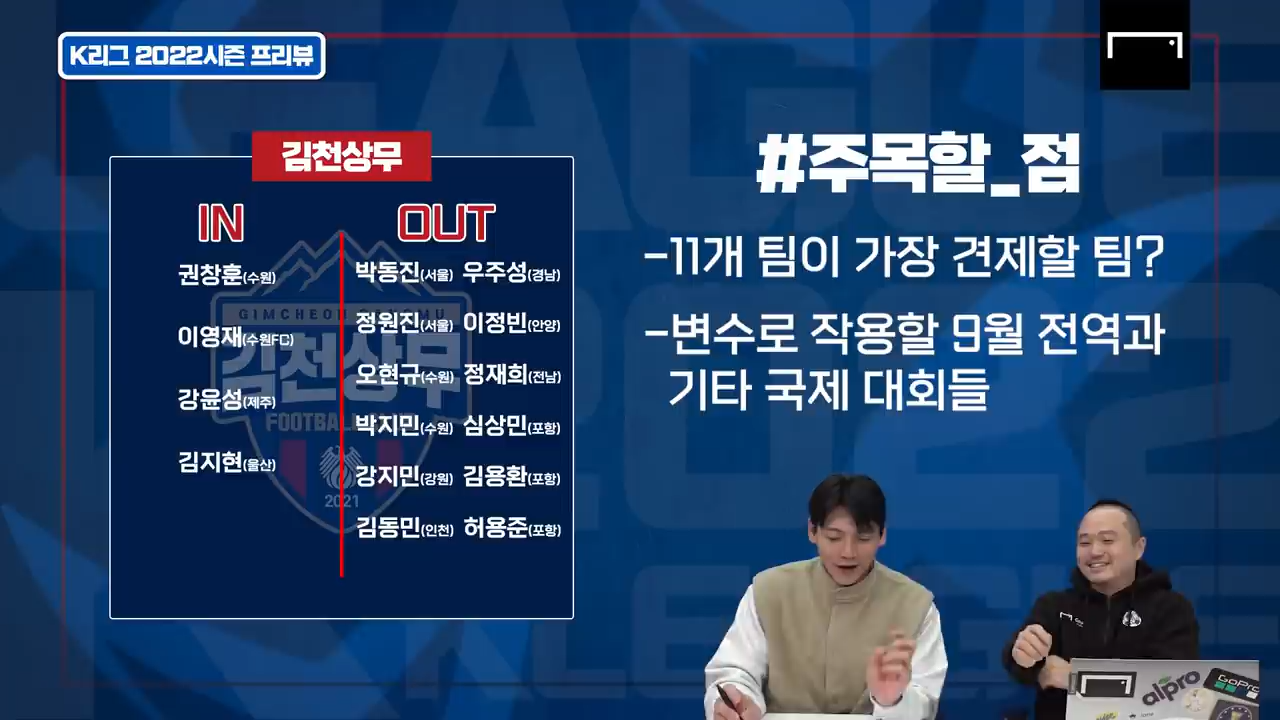 K리그 2022시즌 프리뷰
김천상무
IN
OUT
권창훈(수원)
이영재(수원FC)
강윤성(제주)
김지현(울산)
박동진(서울) 우주성(경남)
정원진(서울) 이정빈(안양)
오현규(수원) 정재희(전남)
박지민(수원) 심상민(포항)
강지민(강원) 김용환(포항)
김동민(인천) 허용준(포항)
김천상무
2021
#주목할_점
-11개 팀이 가장 견제할 팀?
-변수로 작용할 9월 전역과
기타 국제 대회들
alpro
GoPro